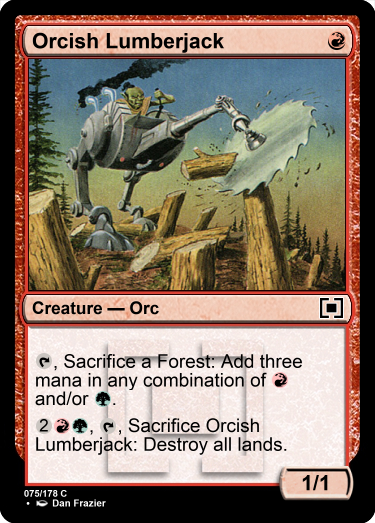 Orcish Lumberjack
Creature — Orc
, Sacrifice a Forest: Add three
mana in any combination of
and/or .
2 , , Sacrifice Orcish
Lumberjack: Destroy all lands.
1/1
075/178 C
• Dan Frazier